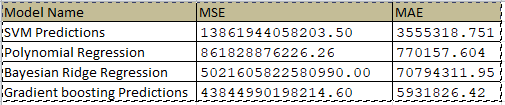 Model Name MSE MAE
SVM Predictions 13861944058203.50 3555318.751
Polynomial Regression 861828876226.26 770157.604
Bayesian Ridge Regression 5021605822580990.00 70794311.95
Gradient boosting Predictions 43844990198214.60 5931826.42